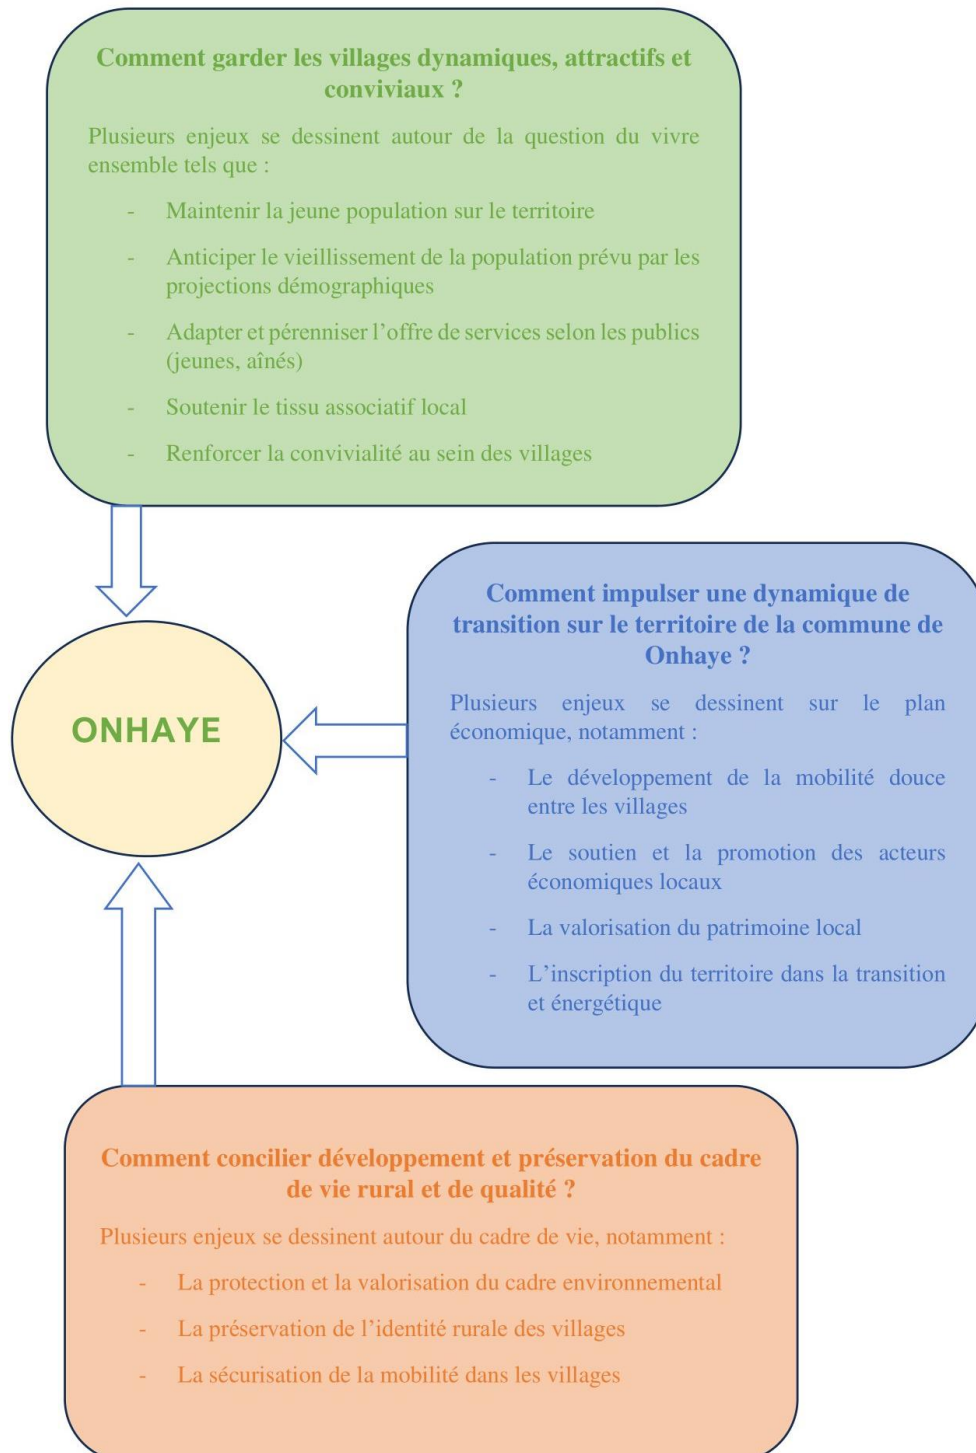 Comment garder les villages dynamiques, attractifs et
conviviaux ?
Plusieurs enjeux se dessinent autour de la question du vivre
ensemble tels que :
- Maintenir la jeune population sur le territoire
- Anticiper le vieillissement de la population prévu par les
projections démographiques
- Adapter et pérenniser l’offre de services selon les publics
(jeunes, aînés)
- Soutenir le tissu associatif local
- Renforcer la convivialité au sein des villages
Comment impulser une dynamique de
transition sur le territoire de la commune de
Onhaye ?
Plusieurs enjeux se dessinent sur le plan
économique, notamment :
- Le développement de la mobilité douce
entre les villages
- Le soutien et la promotion des acteurs
économiques locaux
- La valorisation du patrimoine local
- L’inscription du territoire dans la transition
et énergétique
ONHAYE
Comment concilier développement et préservation du cadre
de vie rural et de qualité ?
Plusieurs enjeux se dessinent autour du cadre de vie, notamment :
- La protection et la valorisation du cadre environnemental
- La préservation de l’identité rurale des villages
- La sécurisation de la mobilité dans les villages